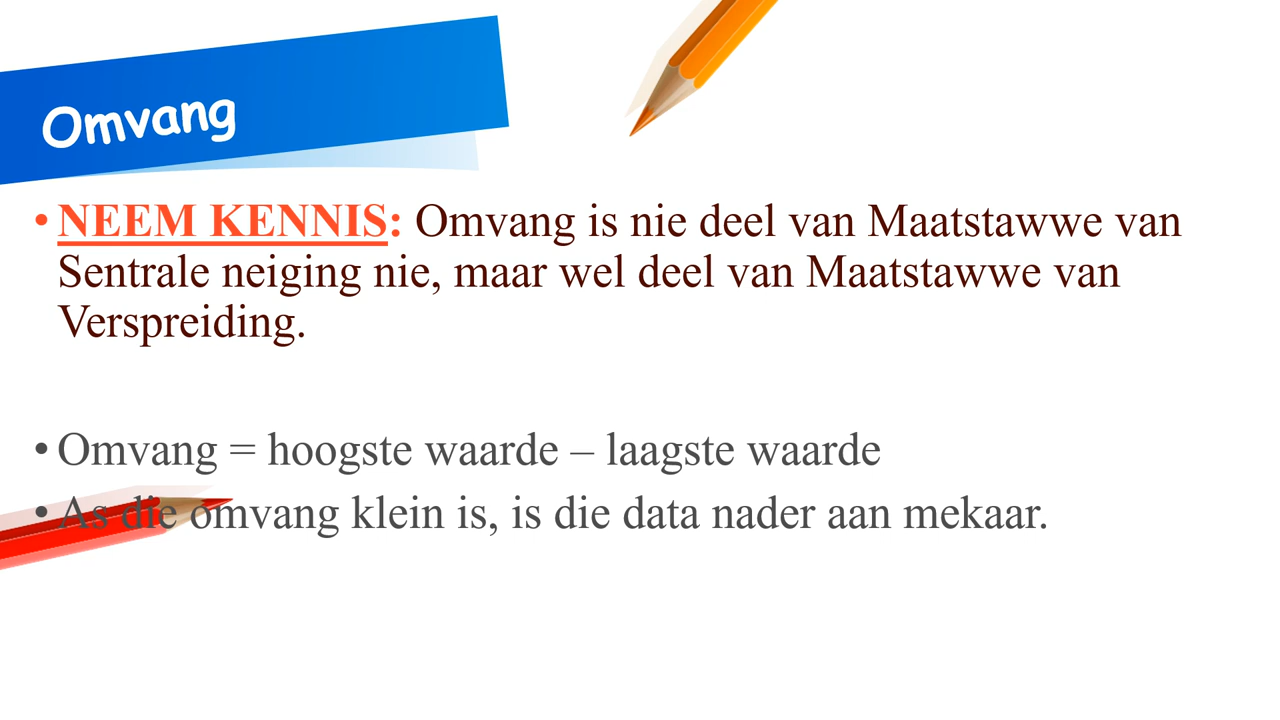 Omvang
• NEEM KENNIS: Omvang is nie deel van Maatstawwe van
Sentrale neiging nie, maar wel deel van Maatstawwe van
Verspreiding.
• Omvang = hoogste waarde – laagste waarde
• As die omvang klein is, is die data nader aan mekaar.